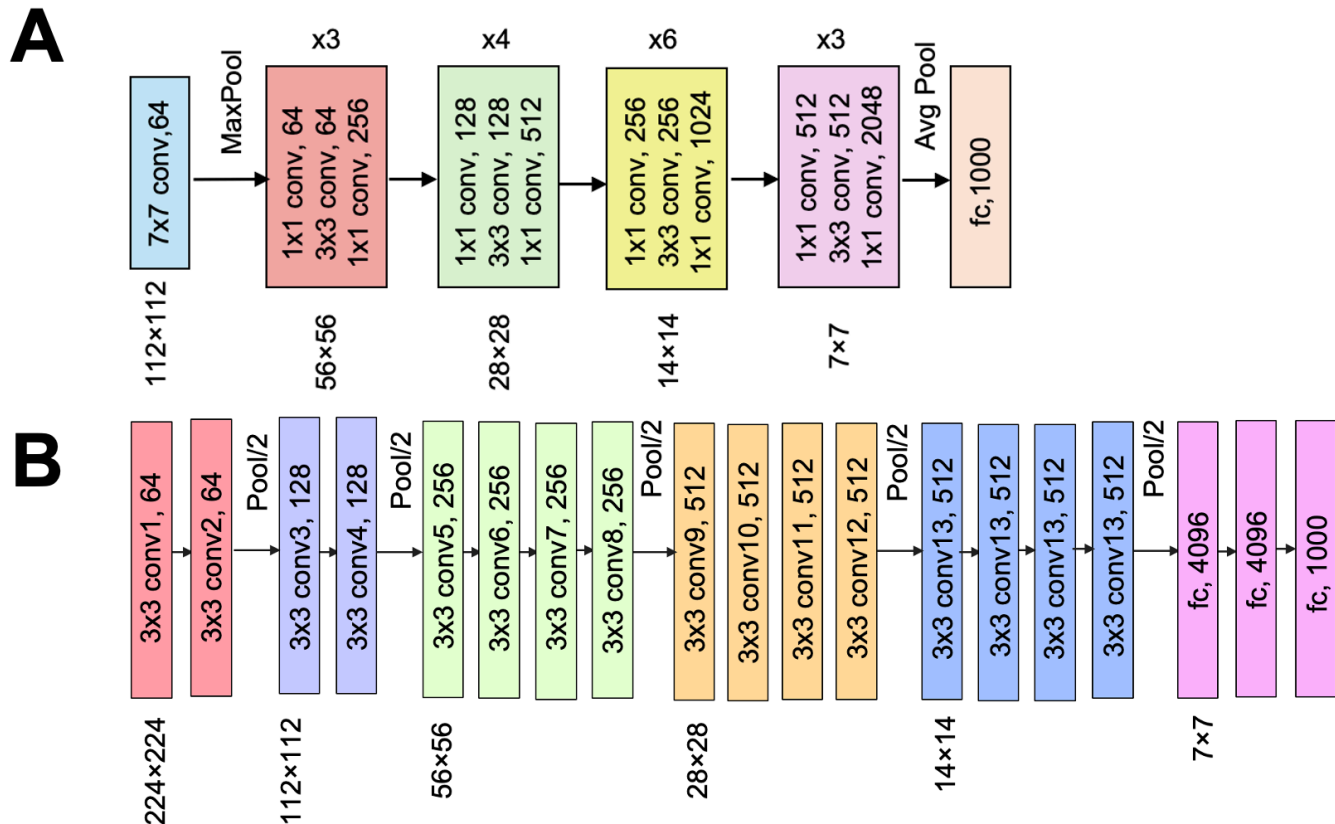 A
x3
x4
x6
x3
7x7 conv,64
MaxPool
1x1 conv, 64
3x3 conv, 64
1x1 conv, 256
1x1 conv, 128
3x3 conv, 128
1x1 conv, 512
1x1 conv, 256
3x3 conv, 256
1x1 conv, 1024
1x1 conv, 512
3x3 conv, 512
1x1 conv, 2048
Avg Pool
fc, 1000
112×112
56×56
28×28
14×14
7×7
B
3x3 conv1, 64
3x3 conv2, 64
Pool/2
3x3 conv3, 128
3x3 conv4, 128
Pool/2
3x3 conv5, 256
3x3 conv6, 256
3x3 conv7, 256
3x3 conv8, 256
Pool/2
3x3 conv9, 512
3x3 conv10, 512
3x3 conv11, 512
3x3 conv12, 512
Pool/2
3x3 conv13, 512
3x3 conv13, 512
3x3 conv13, 512
3x3 conv13, 512
Pool/2
fc, 4096
fc, 4096
fc, 1000
224×224
112×112
56×56
28×28
14×14
7×7